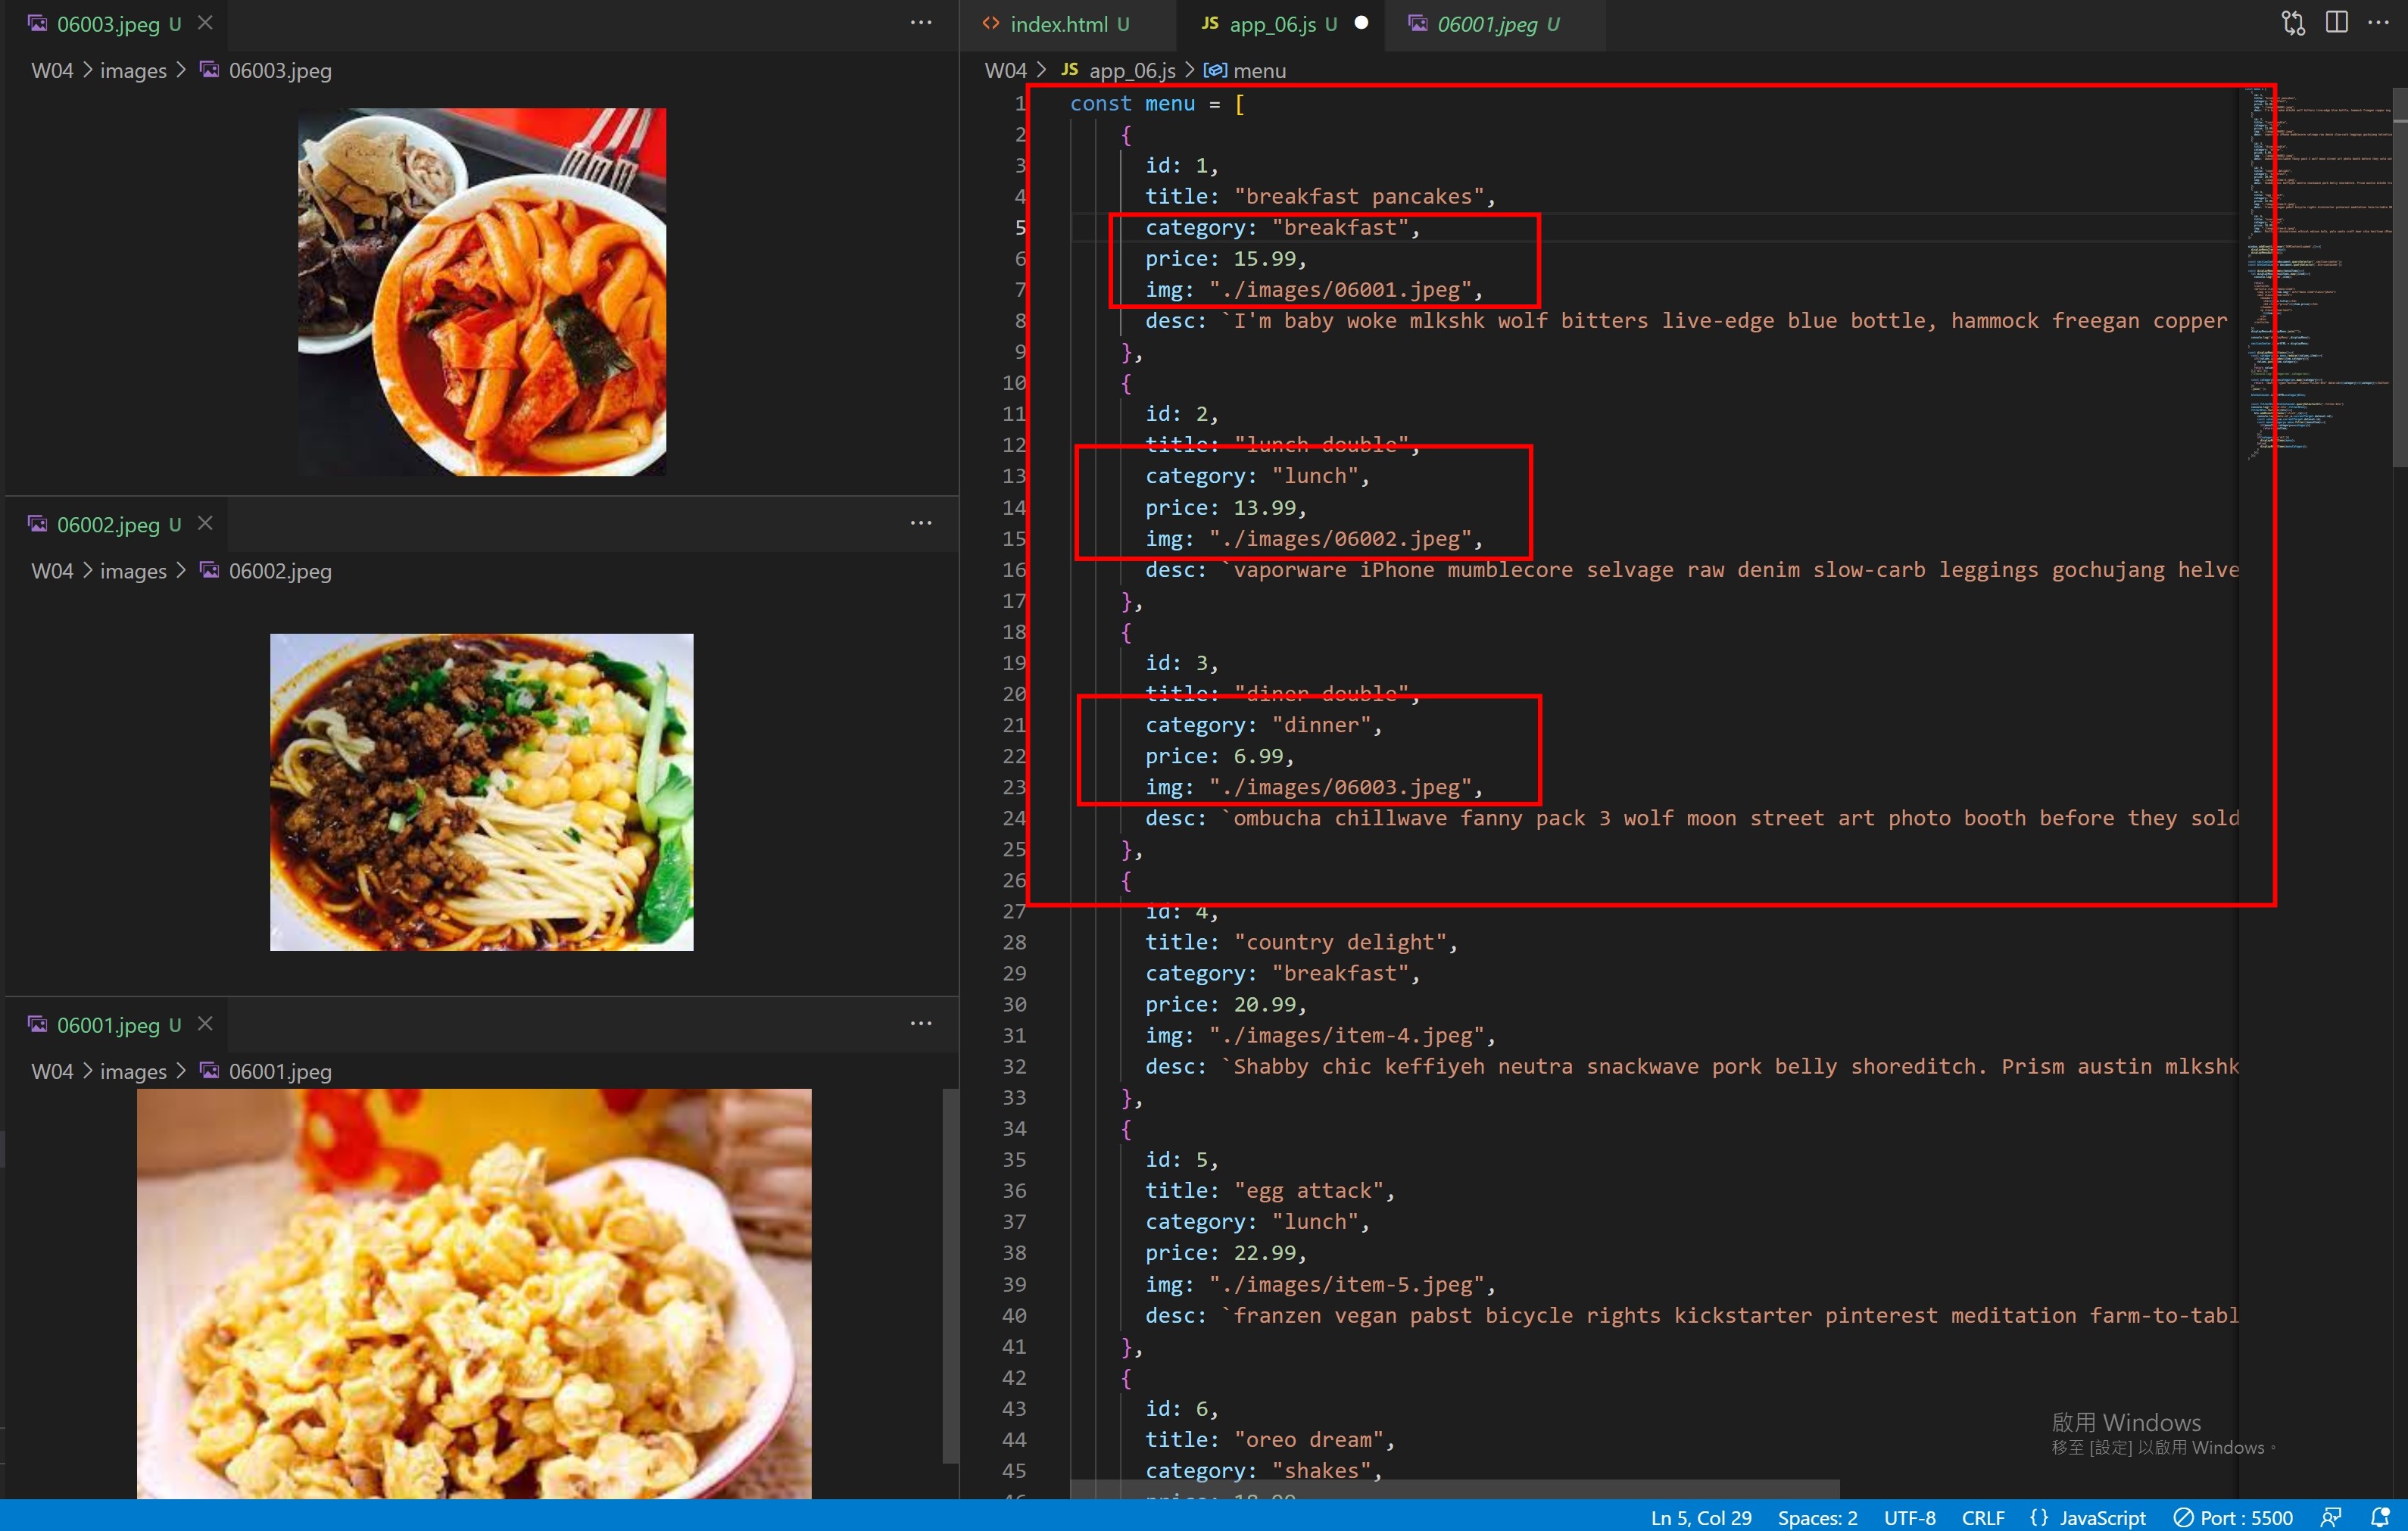 06003.jpeg U
W04 > images > 06003.jpeg
06002.jpeg U
W04 > images > 06002.jpeg
06001.jpeg U
W04 > images > 06001.jpeg
index.html U
JS app_06.js U
06001.jpeg U
W04 > JS app_06.js > menu
1 const menu = [
2 {
3 id: 1,
4 title: "breakfast pancakes",
5 category: "breakfast",
6 price: 15.99,
7 img: "./images/06001.jpeg",
8 desc: `I'm baby woke mlkshk wolf bitters live-edge blue bottle, hammock freegan copper
9 },
10 {
11 id: 2,
12 title: "lunch double",
13 category: "lunch",
14 price: 13.99,
15 img: "./images/06002.jpeg",
16 desc: `vaporware iPhone mumblecore selvage raw denim slow-carb leggings gochujang helve
17 },
18 {
19 id: 3,
20 title: "diner double",
21 category: "dinner",
22 price: 6.99,
23 img: "./images/06003.jpeg",
24 desc: `ombucha chillwave fanny pack 3 wolf moon street art photo booth before they sold
25 },
26 {
27 id: 4,
28 title: "country delight",
29 category: "breakfast",
30 price: 20.99,
31 img: "./images/item-4.jpeg",
32 desc: `Shabby chic keffiyeh neutra snackwave pork belly shoreditch. Prism austin mlkshk
33 },
34 {
35 id: 5,
36 title: "egg attack",
37 category: "lunch",
38 price: 22.99,
39 img: "./images/item-5.jpeg",
40 desc: `franzen vegan pabst bicycle rights kickstarter pinterest meditation farm-to-tabl
41 },
42 {
43 id: 6,
44 title: "oreo dream",
45 category: "shakes",
啟用 Windows
移至 [設定] 以啟用 Windows。
Ln 5, Col 29 Spaces: 2 UTF-8 CRLF {} JavaScript Port : 5500